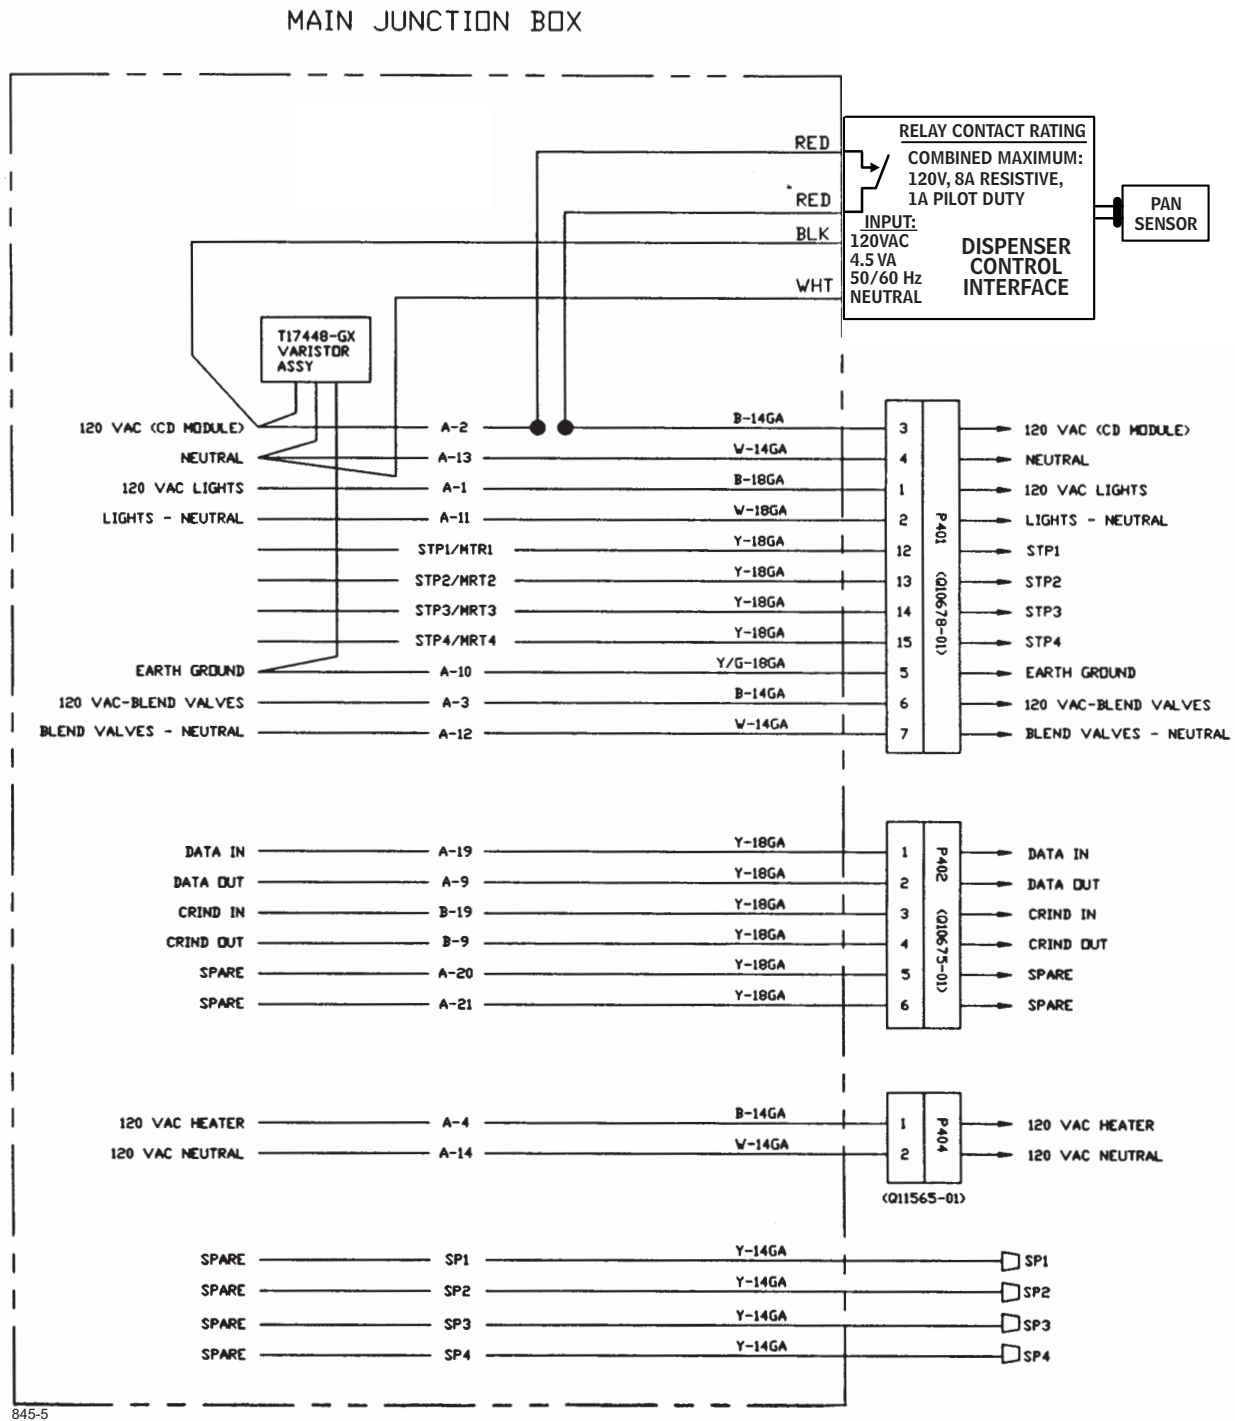 MAIN JUNCTION BOX
RELAY CONTACT RATING
COMBINED MAXIMUM:
120V, 8A RESISTIVE,
1A PILOT DUTY
RED
RED
BLK
WHT
INPUT:
120VAC
4.5 VA
50/60 Hz
NEUTRAL
DISPENSER
CONTROL
INTERFACE
PAN
SENSOR
T17448-GX
VARISTOR
ASSY
120 VAC (CD MODULE) A-2 B-14GA 3 120 VAC (CD MODULE)
NEUTRAL A-13 W-14GA 4 NEUTRAL
120 VAC LIGHTS A-1 B-18GA 1 120 VAC LIGHTS
LIGHTS - NEUTRAL A-11 W-18GA 2 LIGHTS - NEUTRAL
STP1/MTR1 Y-18GA 12 STP1
STP2/MRT2 Y-18GA 13 STP2
STP3/MRT3 Y-18GA 14 STP3
STP4/MRT4 Y-18GA 15 STP4
EARTH GROUND A-10 Y/G-18GA 5 EARTH GROUND
120 VAC-BLEND VALVES A-3 B-14GA 6 120 VAC-BLEND VALVES
BLEND VALVES - NEUTRAL A-12 W-14GA 7 BLEND VALVES - NEUTRAL
P401 (Q10678-01)
DATA IN A-19 Y-18GA 1 DATA IN
DATA OUT A-9 Y-18GA 2 DATA OUT
CRIND IN B-19 Y-18GA 3 CRIND IN
CRIND OUT B-9 Y-18GA 4 CRIND OUT
SPARE A-20 Y-18GA 5 SPARE
SPARE A-21 Y-18GA 6 SPARE
P402 (Q10675-01)
120 VAC HEATER A-4 B-14GA 1 120 VAC HEATER
120 VAC NEUTRAL A-14 W-14GA 2 120 VAC NEUTRAL
P404
(Q11565-01)
SPARE SP1 Y-14GA SP1
SPARE SP2 Y-14GA SP2
SPARE SP3 Y-14GA SP3
SPARE SP4 Y-14GA SP4
845-5